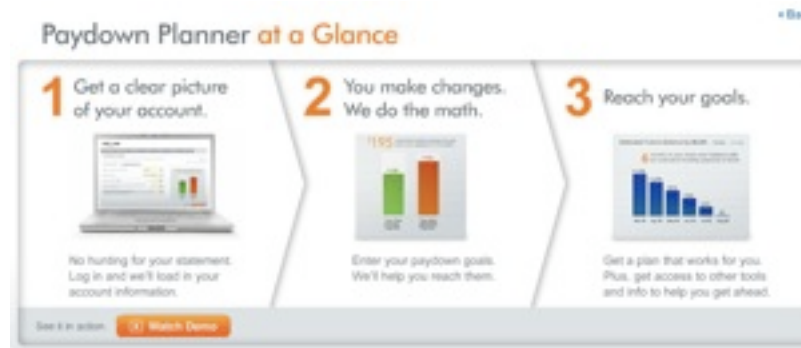 Paydown Planner at a Glance
1 Get a clear picture
of your account.
No hunting for your statement.
Log in and we'll load in your
account information.
2 You make changes.
We do the math.
$195
Enter your paydown goals.
We'll help you reach them.
3 Reach your goals.
6
Get a plan that works for you.
Plus, get access to other tools
and info to help you get ahead.
See it in action
Watch Demo